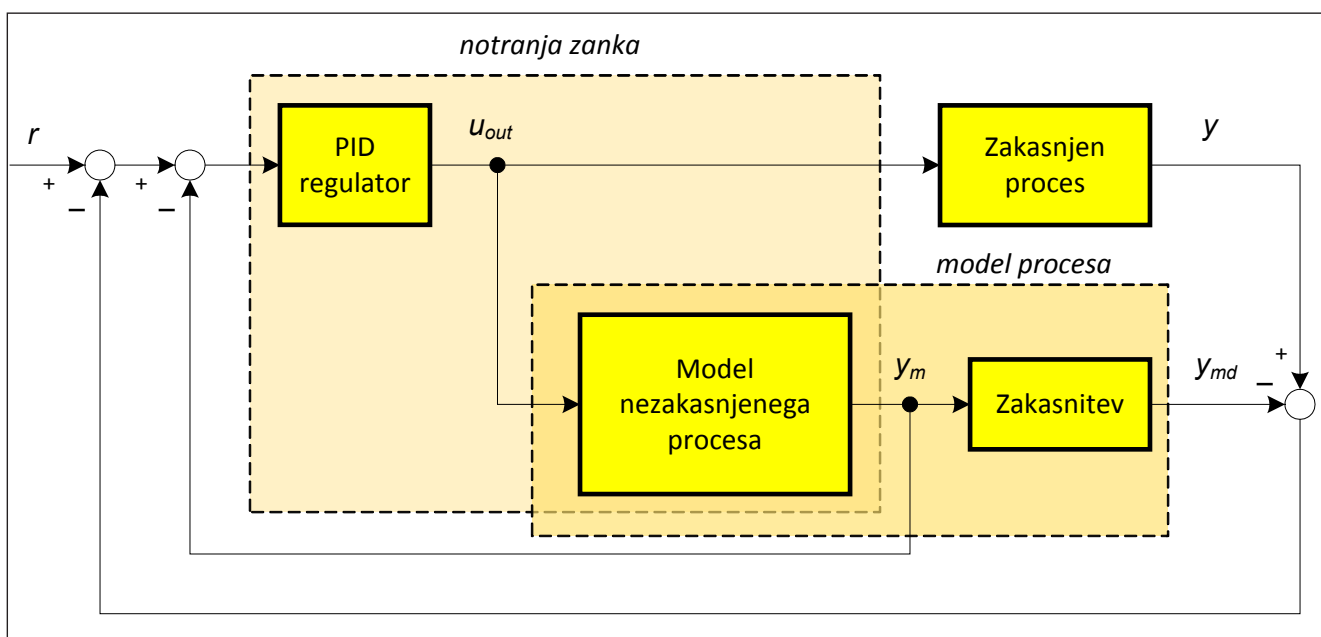 notranja zanka
r
PID
regulator
u_out
Zakasnjen
proces
y
+
−
+
−
model procesa
Model
nezakasnjenega
procesa
y_m
Zakasnitev
y_md
+
−